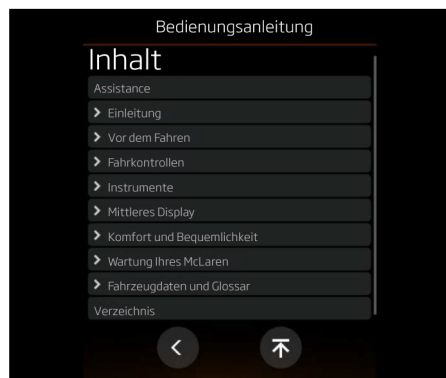 Bedienungsanleitung
Inhalt
Assistance
Einleitung
Vor dem Fahren
Fahrkontrollen
Instrumente
Mittleres Display
Komfort und Bequemlichkeit
Wartung Ihres McLaren
Fahrzeugdaten und Glossar
Verzeichnis